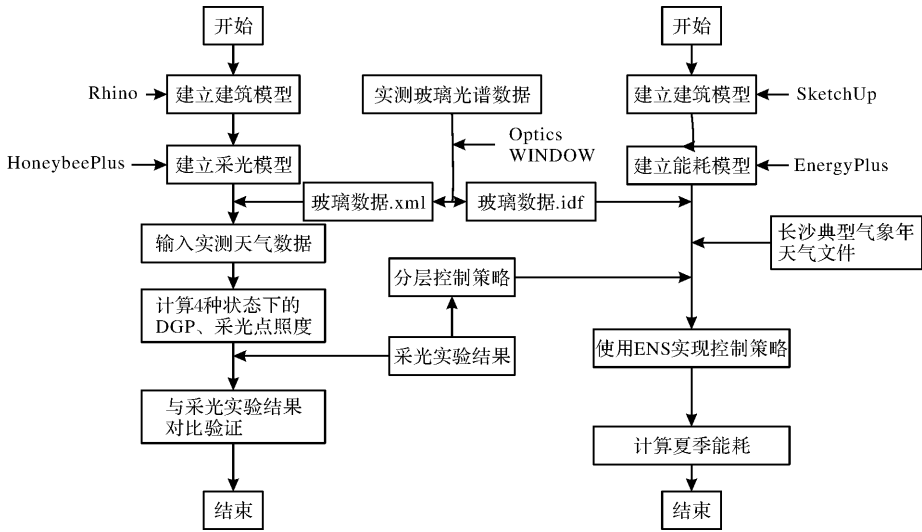 开始
Rhino
建立建筑模型
HoneybeePlus
建立采光模型
输入实测天气数据
计算4种状态下的
DGP、采光点照度
与采光实验结果
对比验证
结束
实测玻璃光谱数据
Optics
WINDOW
玻璃数据.xml
玻璃数据.idf
分层控制策略
采光实验结果
开始
建立建筑模型
SketchUp
建立能耗模型
EnergyPlus
长沙典型气象年
天气文件
使用ENS实现控制策略
计算夏季能耗
结束